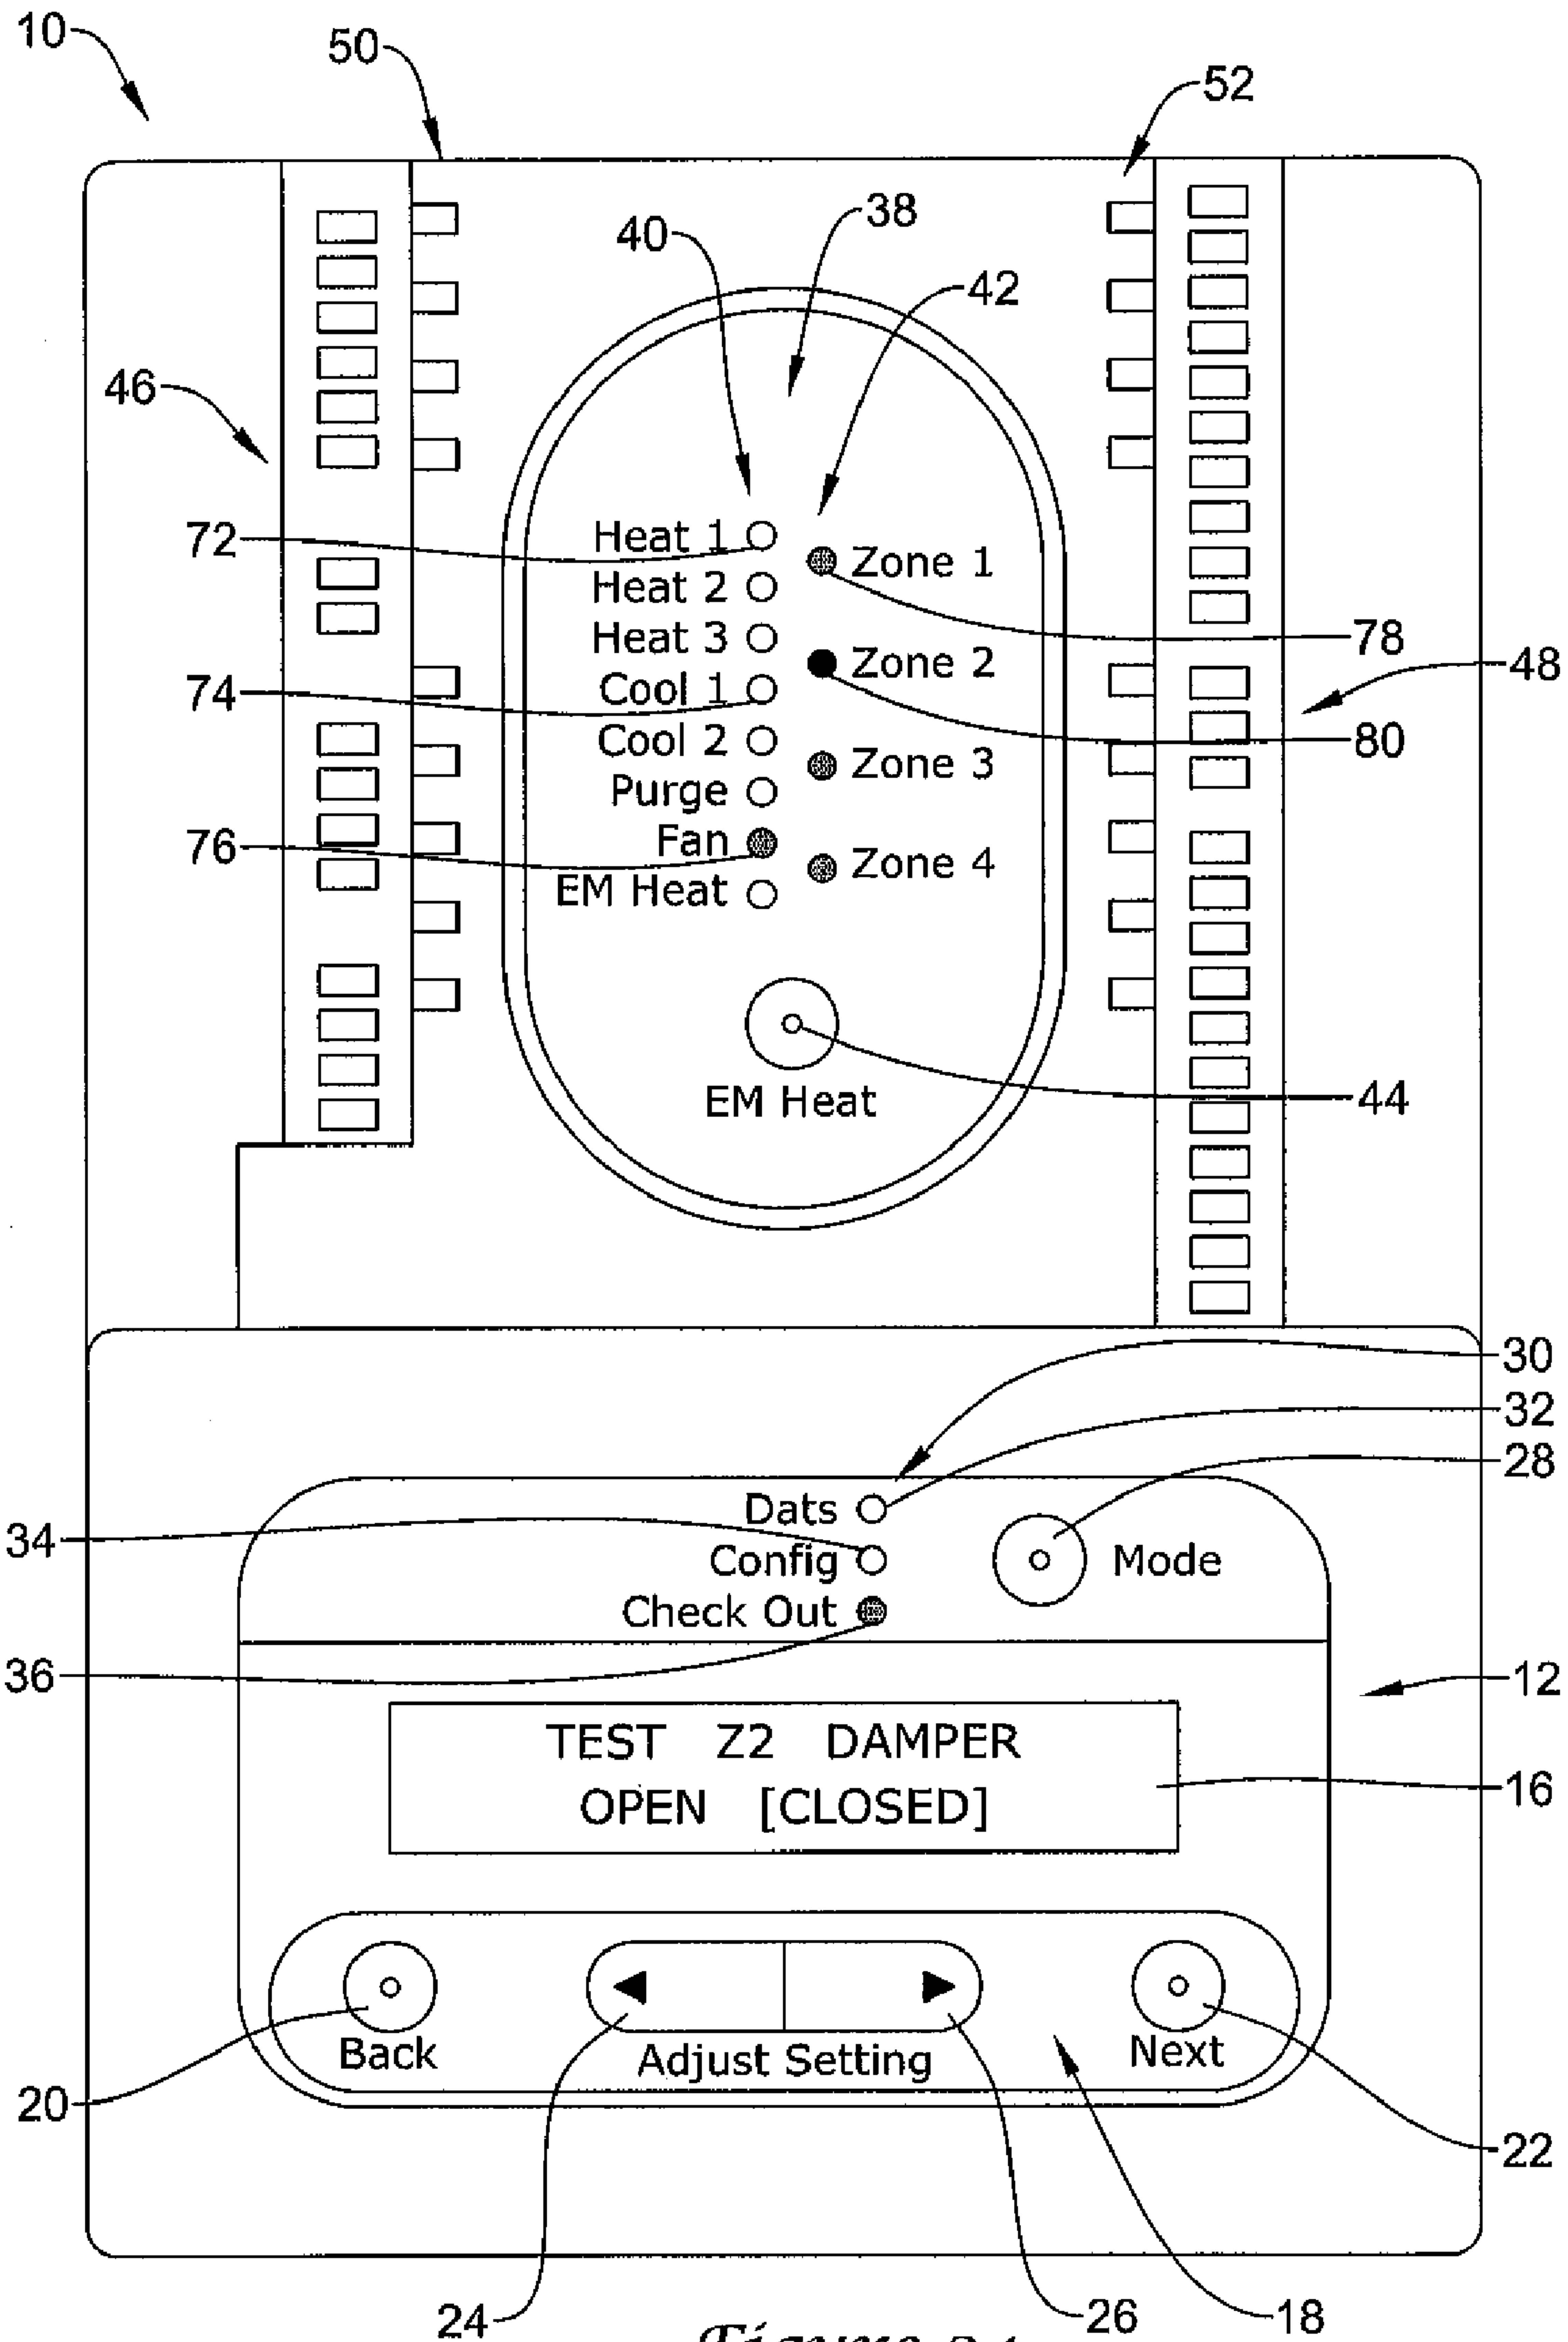 10
50
52
38
40
42
46
72
Heat 1
Zone 1
Heat 2
Heat 3
78
Zone 2
48
74
Cool 1
Cool 2
80
Zone 3
Purge
76
Fan
Zone 4
EM Heat
EM Heat
44
30
32
28
Dats
34
Config
Mode
Check Out
36
12
TEST Z2 DAMPER
OPEN [CLOSED]
16
Back
Adjust Setting
Next
20
22
24
26
18